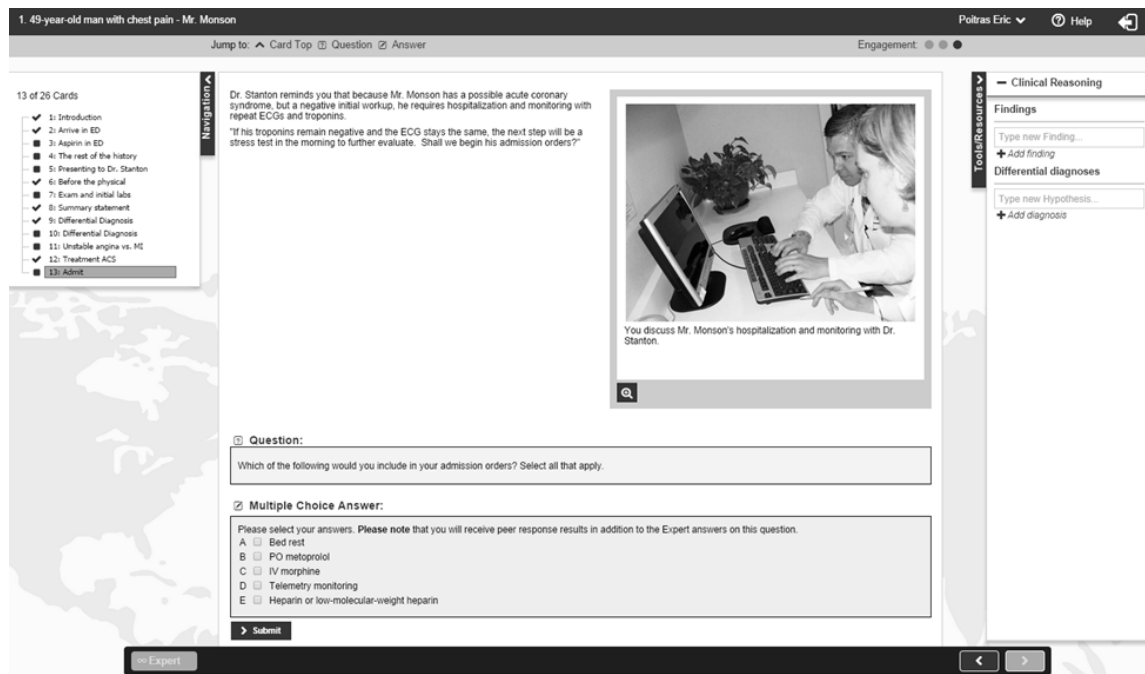 1. 49-year-old man with chest pain - Mr. Monson
Poitras Eric
Help
Jump to: Card Top Question Answer
Engagement:
13 of 26 Cards
1: Introduction
2: Arrive in ED
3: Aspirin in ED
4: The rest of the history
5: Presenting to Dr. Stanton
6: Before the physical
7: Exam and initial labs
8: Summary statement
9: Differential Diagnosis
10: Differential Diagnosis
11: Unstable angina vs. MI
12: Treatment ACS
13: Admit
Navigation
Dr. Stanton reminds you that because Mr. Monson has a possible acute coronary
syndrome, but a negative initial workup, he requires hospitalization and monitoring with
repeat ECGs and troponins.
"If his troponins remain negative and the ECG stays the same, the next step will be a
stress test in the morning to further evaluate. Shall we begin his admission orders?"
You discuss Mr. Monson's hospitalization and monitoring with Dr.
Stanton.
Question:
Which of the following would you include in your admission orders? Select all that apply.
Multiple Choice Answer:
Please select your answers. Please note that you will receive peer response results in addition to the Expert answers on this question.
A Bed rest
B PO metoprolol
C IV morphine
D Telemetry monitoring
E Heparin or low-molecular-weight heparin
Submit
Expert
Tools/Resources
Clinical Reasoning
Findings
Type new Finding...
Add finding
Differential diagnoses
Type new Hypothesis...
Add diagnosis